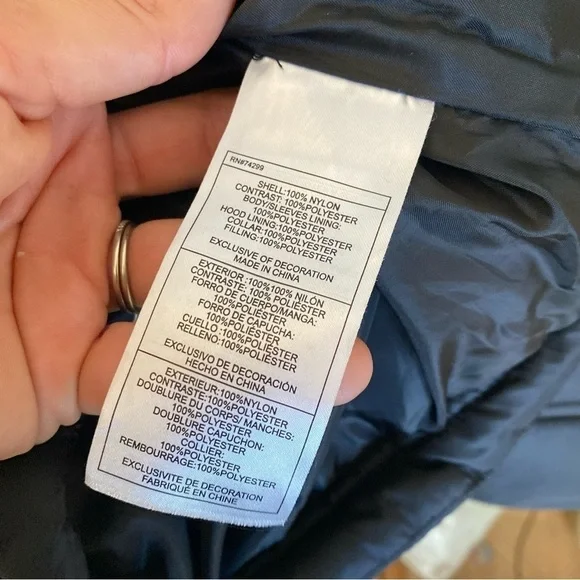 RN#74299
SHELL:100% NYLON
CONTRAST: 100%POLYESTER
BODY/SLEEVES LINING:
100%POLYESTER
HOOD LINING:100%POLYESTER
COLLAR:100%POLYESTER
FILLING:100%POLYESTER
EXCLUSIVE OF DECORATION
MADE IN CHINA
EXTERIOR :100%100% NILÓN
CONTRASTE: 100% POLIÉSTER
FORRO DE CUERPO/MANGA:
100%POLIÉSTER
FORRO DE CAPUCHA:
100%POLIÉSTER
CUELLO :100%POLIÉSTER
RELLENO:100%POLIÉSTER
EXCLUSIVO DE DECORACIÓN
HECHO EN CHINA
EXTÉRIEUR:100%NYLON
CONTRASTE:100%POLYESTER
DOUBLURE DU CORPS/ MANCHES:
100%POLYESTER
DOUBLURE CAPUCHON:
100%POLYESTER
COLLIER:
100%POLYESTER
REMBOURRAGE:100%POLYESTER
EXCLUSIVITE DE DECORATION
FABRIQUÉ EN CHINE